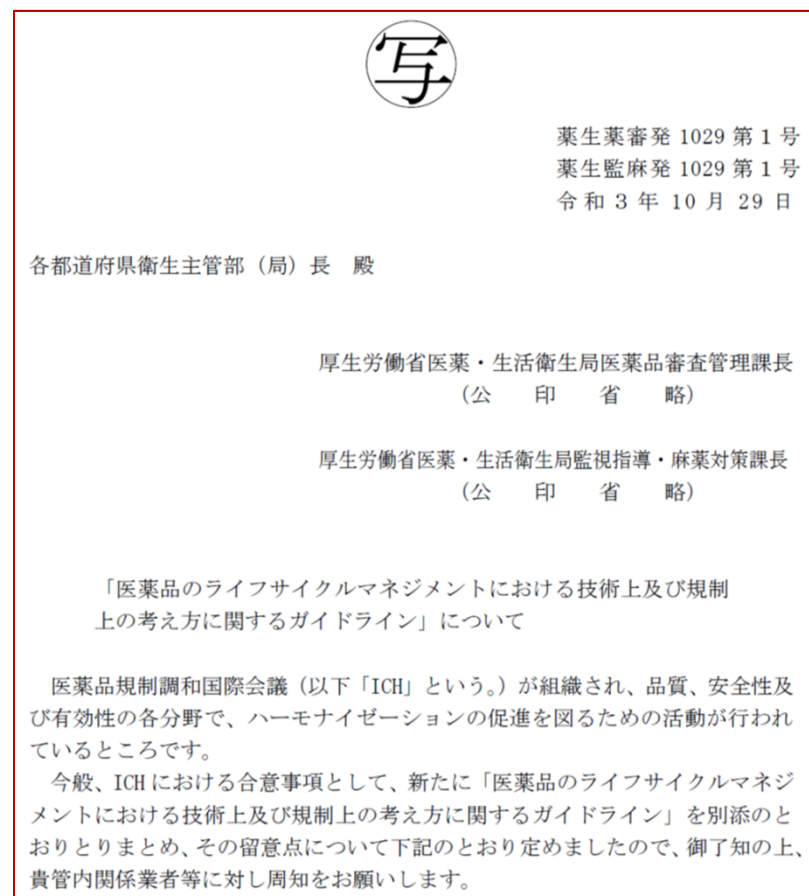 写
薬生薬審発 1029 第 1 号
薬生監麻発 1029 第 1 号
令和 3 年 10 月 29 日
各都道府県衛生主管部（局）長　殿
厚生労働省医薬・生活衛生局医薬品審査管理課長
（公　印　省　略）
厚生労働省医薬・生活衛生局監視指導・麻薬対策課長
（公　印　省　略）
「医薬品のライフサイクルマネジメントにおける技術上及び規制
上の考え方に関するガイドライン」について
医薬品規制調和国際会議（以下「ICH」という。）が組織され、品質、安全性及
び有効性の各分野で、ハーモナイゼーションの促進を図るための活動が行われ
ているところです。
今般、ICH における合意事項として、新たに「医薬品のライフサイクルマネジ
メントにおける技術上及び規制上の考え方に関するガイドライン」を別添のと
おりとりまとめ、その留意点について下記のとおり定めましたので、御了知の上、
貴管内関係業者等に対し周知をお願いします。